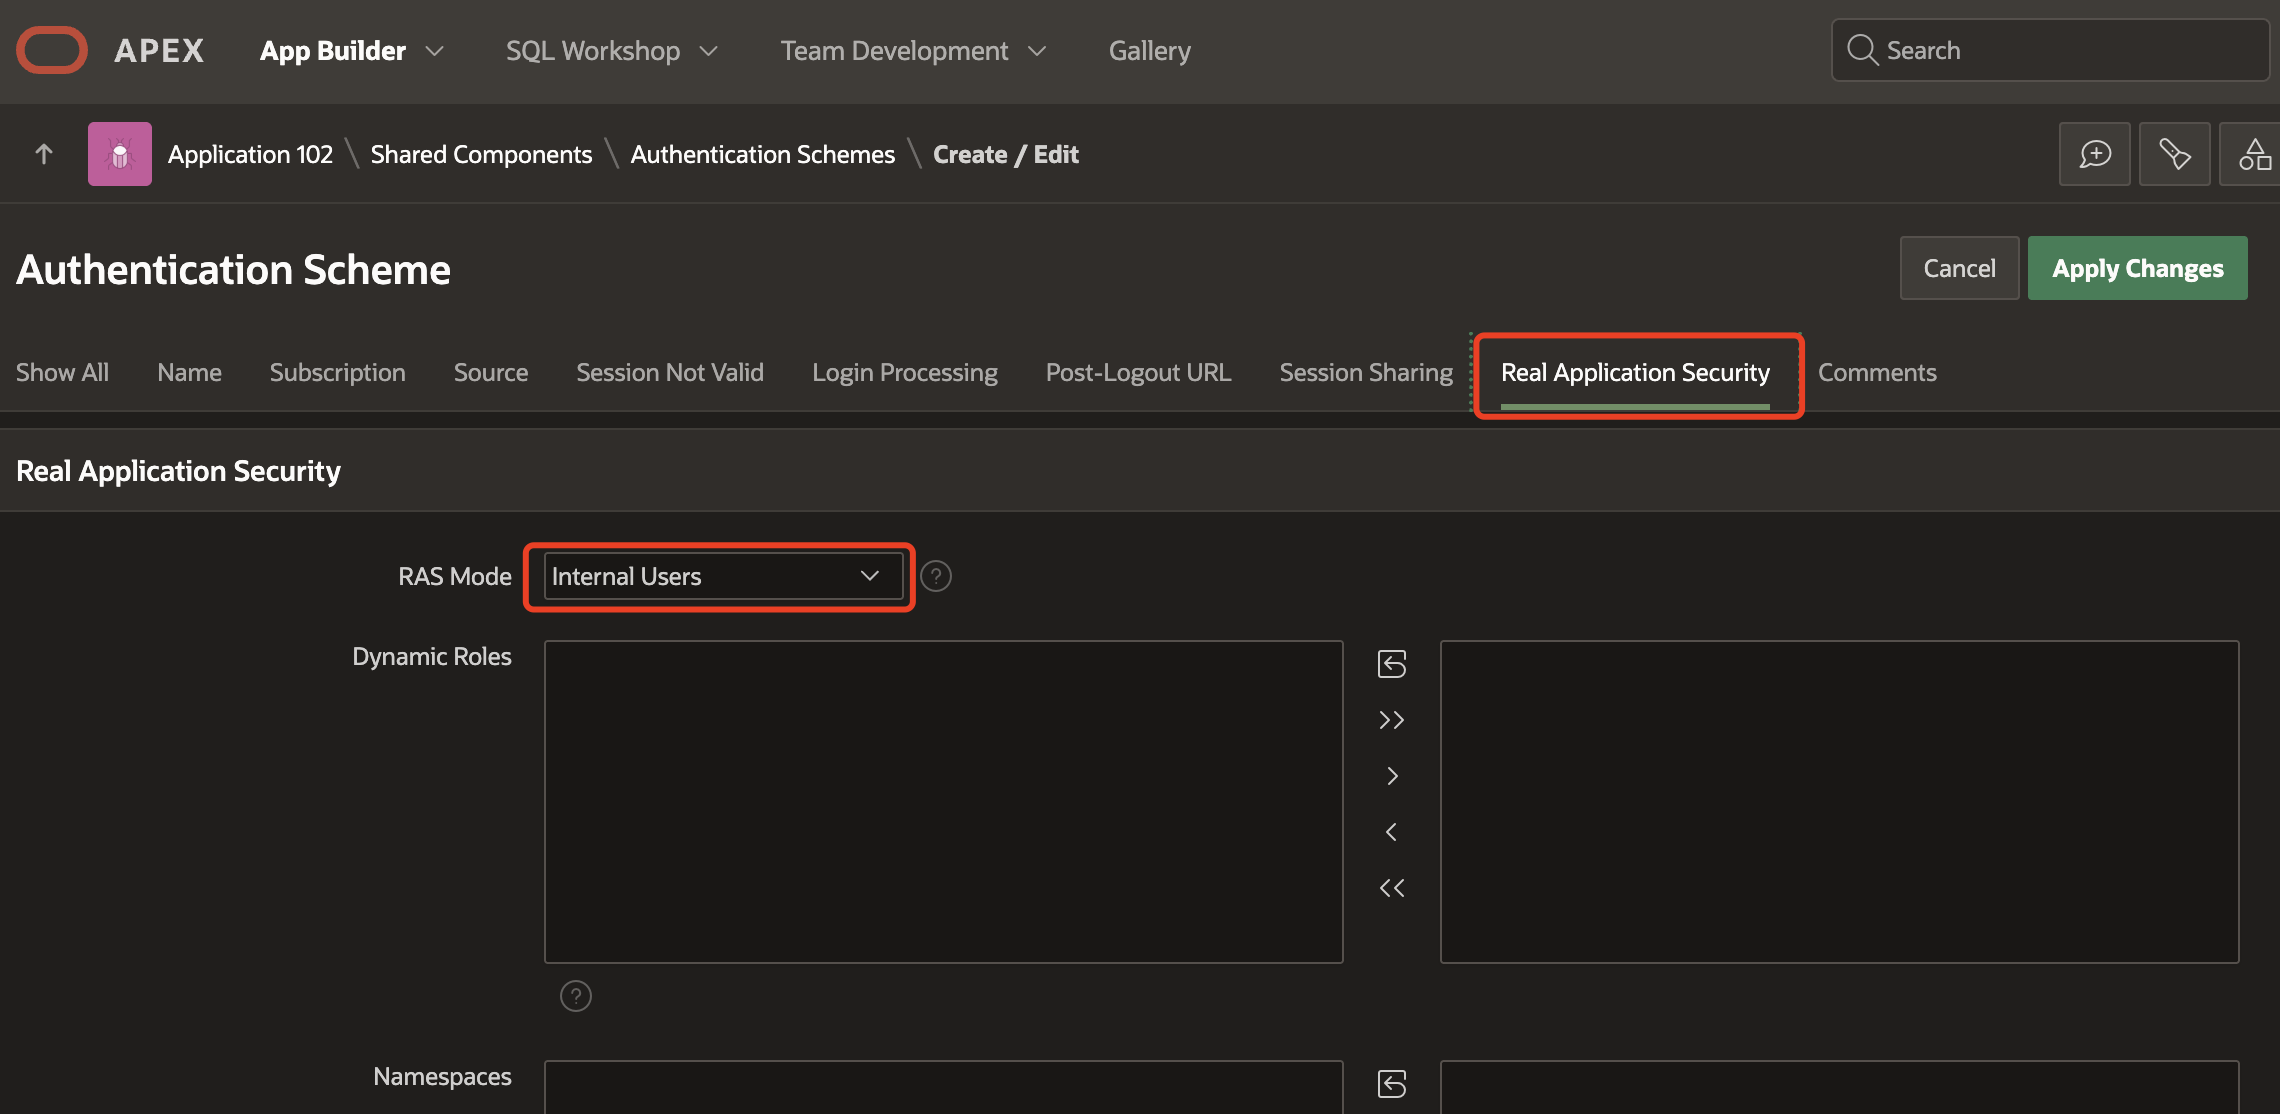 APEX App Builder SQL Workshop Team Development Gallery Search
Application 102 \ Shared Components \ Authentication Schemes \ Create / Edit
Authentication Scheme
Cancel Apply Changes
Show All Name Subscription Source Session Not Valid Login Processing Post-Logout URL Session Sharing Real Application Security Comments
Real Application Security
RAS Mode Internal Users ?
Dynamic Roles
?
Namespaces